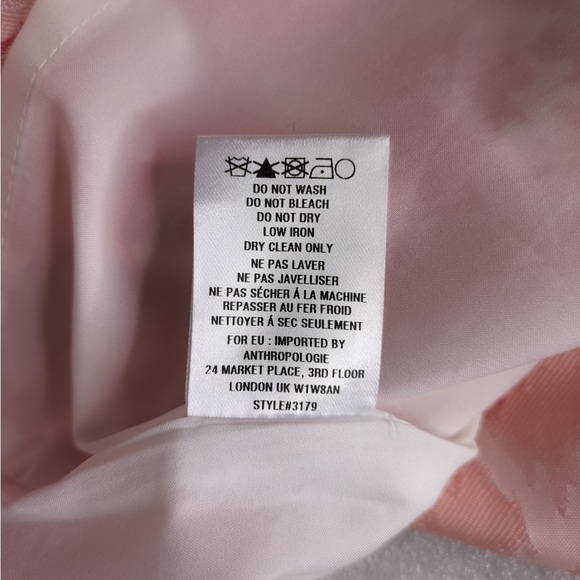 DO NOT WASH
DO NOT BLEACH
DO NOT DRY
LOW IRON
DRY CLEAN ONLY
NE PAS LAVER
NE PAS JAVELLISER
NE PAS SÉCHER Á LA MACHINE
REPASSER AU FER FROID
NETTOYER Á SEC SEULEMENT
FOR EU : IMPORTED BY
ANTHROPOLOGIE
24 MARKET PLACE, 3RD FLOOR
LONDON UK W1W8AN
STYLE#3179